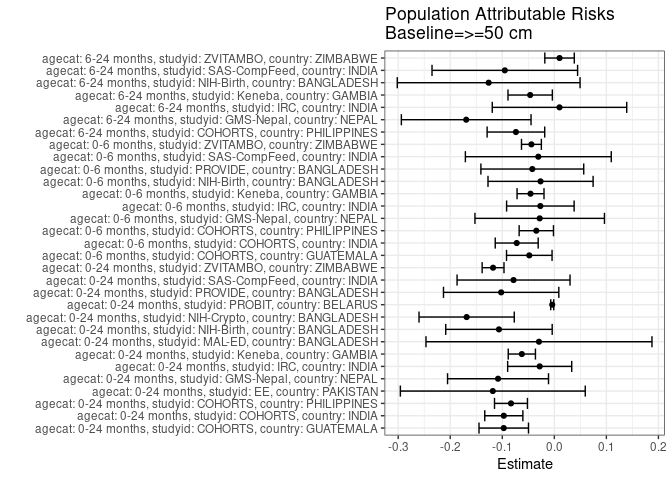 Population Attributable Risks
Baseline=>=50 cm
agecat: 6-24 months, studyid: ZVITAMBO, country: ZIMBABWE
agecat: 6-24 months, studyid: SAS-CompFeed, country: INDIA
agecat: 6-24 months, studyid: NIH-Birth, country: BANGLADESH
agecat: 6-24 months, studyid: Keneba, country: GAMBIA
agecat: 6-24 months, studyid: IRC, country: INDIA
agecat: 6-24 months, studyid: GMS-Nepal, country: NEPAL
agecat: 6-24 months, studyid: COHORTS, country: PHILIPPINES
agecat: 0-6 months, studyid: ZVITAMBO, country: ZIMBABWE
agecat: 0-6 months, studyid: SAS-CompFeed, country: INDIA
agecat: 0-6 months, studyid: PROVIDE, country: BANGLADESH
agecat: 0-6 months, studyid: NIH-Birth, country: BANGLADESH
agecat: 0-6 months, studyid: Keneba, country: GAMBIA
agecat: 0-6 months, studyid: IRC, country: INDIA
agecat: 0-6 months, studyid: GMS-Nepal, country: NEPAL
agecat: 0-6 months, studyid: COHORTS, country: PHILIPPINES
agecat: 0-6 months, studyid: COHORTS, country: INDIA
agecat: 0-6 months, studyid: COHORTS, country: GUATEMALA
agecat: 0-24 months, studyid: ZVITAMBO, country: ZIMBABWE
agecat: 0-24 months, studyid: SAS-CompFeed, country: INDIA
agecat: 0-24 months, studyid: PROVIDE, country: BANGLADESH
agecat: 0-24 months, studyid: PROBIT, country: BELARUS
agecat: 0-24 months, studyid: NIH-Crypto, country: BANGLADESH
agecat: 0-24 months, studyid: NIH-Birth, country: BANGLADESH
agecat: 0-24 months, studyid: MAL-ED, country: BANGLADESH
agecat: 0-24 months, studyid: Keneba, country: GAMBIA
agecat: 0-24 months, studyid: IRC, country: INDIA
agecat: 0-24 months, studyid: GMS-Nepal, country: NEPAL
agecat: 0-24 months, studyid: EE, country: PAKISTAN
agecat: 0-24 months, studyid: COHORTS, country: PHILIPPINES
agecat: 0-24 months, studyid: COHORTS, country: INDIA
agecat: 0-24 months, studyid: COHORTS, country: GUATEMALA
-0.3 -0.2 -0.1 0.0 0.1 0.2
Estimate